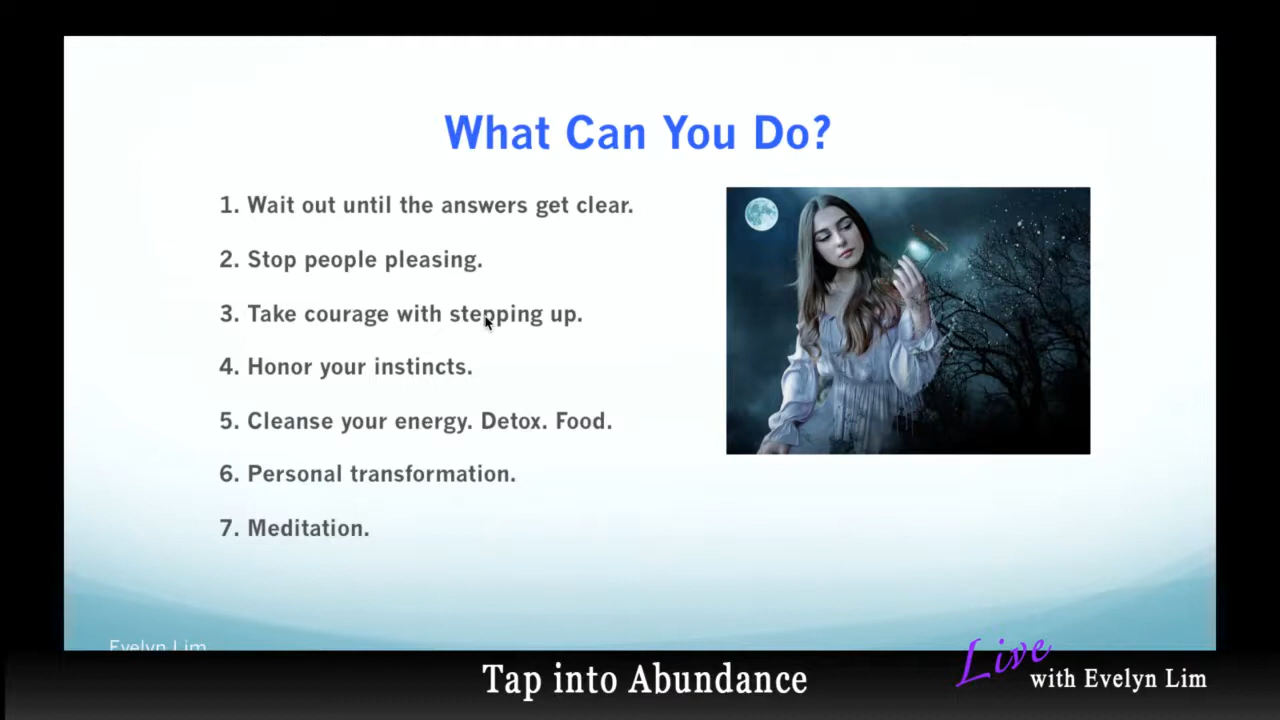 What Can You Do?
1. Wait out until the answers get clear.
2. Stop people pleasing.
3. Take courage with stepping up.
4. Honor your instincts.
5. Cleanse your energy. Detox. Food.
6. Personal transformation.
7. Meditation.
Evelyn Lim
Tap into Abundance
Live
with Evelyn Lim